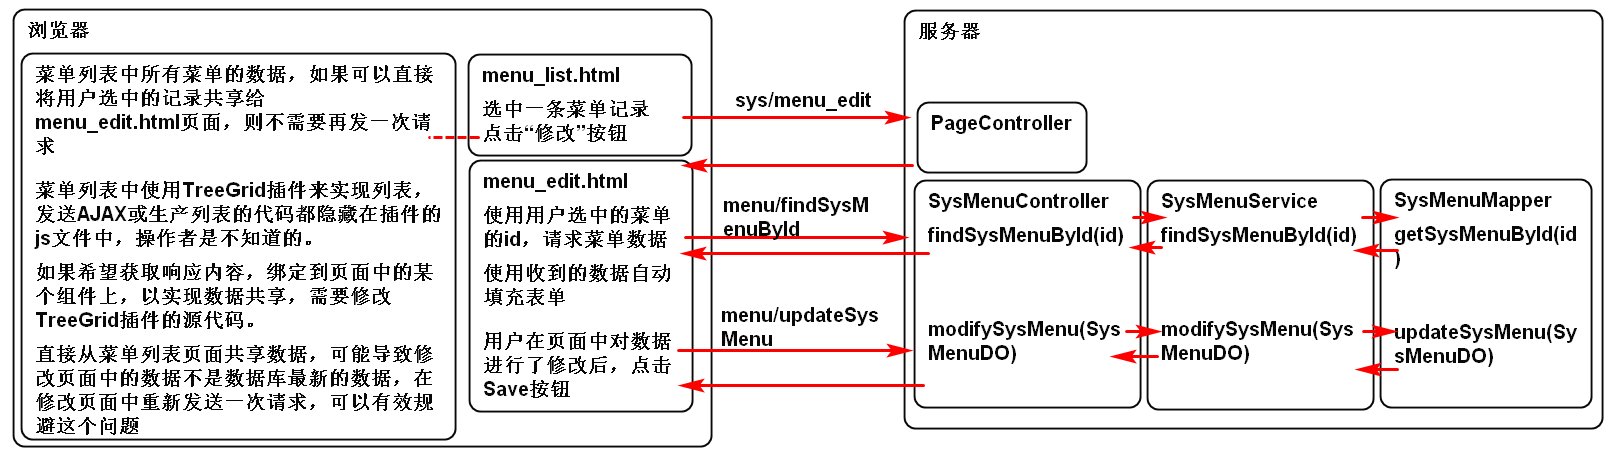 浏览器
菜单列表中所有菜单的数据，如果可以直接
将用户选中的记录共享给
menu_edit.html页面，则不需要再发一次请
求
菜单列表中使用TreeGrid插件来实现列表，
发送AJAX或生产列表的代码都隐藏在插件的
js文件中，操作者是不知道的。
如果希望获取响应内容，绑定到页面中的某
个组件上，以实现数据共享，需要修改
TreeGrid插件的源代码。
直接从菜单列表页面共享数据，可能导致修
改页面中的数据不是数据库最新的数据，在
修改页面中重新发送一次请求，可以有效规
避这个问题
menu_list.html
选中一条菜单记录
点击“修改”按钮
menu_edit.html
使用用户选中的菜单
的id，请求菜单数据
使用收到的数据自动
填充表单
用户在页面中对数据
进行了修改后，点击
Save按钮
sys/menu_edit
menu/findSysM
enuById
menu/updateSys
Menu
服务器
PageController
SysMenuController
findSysMenuById(id)
modifySysMenu(Sys
MenuDO)
SysMenuService
findSysMenuById(id)
modifySysMenu(Sys
MenuDO)
SysMenuMapper
getSysMenuById(id
)
updateSysMenu(Sy
sMenuDO)